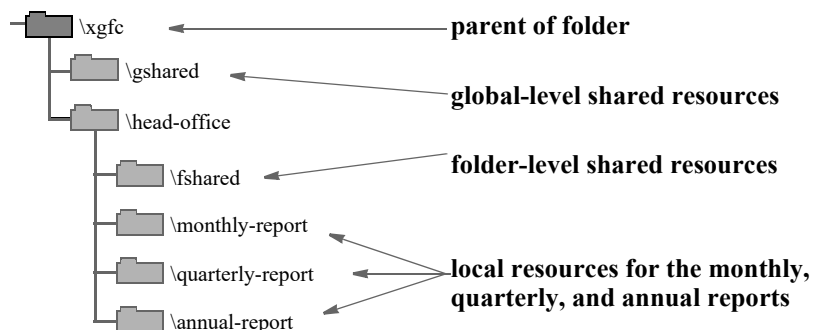 \xgfc
parent of folder
\gshared
global-level shared resources
\head-office
folder-level shared resources
\fshared
\monthly-report
\quarterly-report
local resources for the monthly,
quarterly, and annual reports
\annual-report